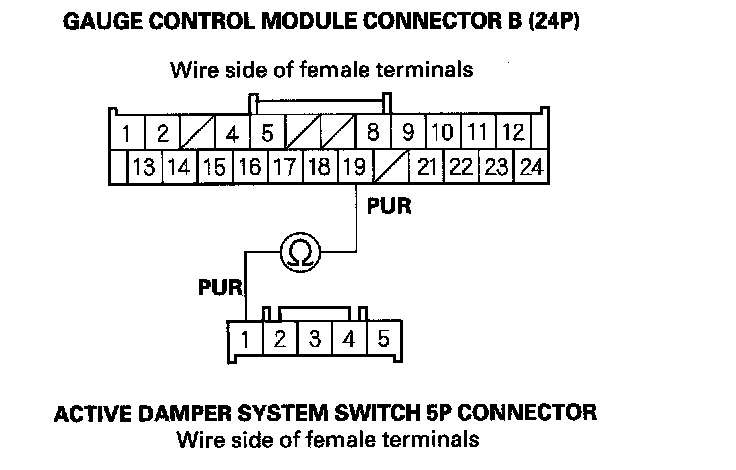 GAUGE CONTROL MODULE CONNECTOR B (24P)
Wire side of female terminals
1 2 4 5 8 9 10 11 12
13 14 15 16 17 18 19 21 22 23 24
PUR
Ω
PUR
1 2 3 4 5
ACTIVE DAMPER SYSTEM SWITCH 5P CONNECTOR
Wire side of female terminals